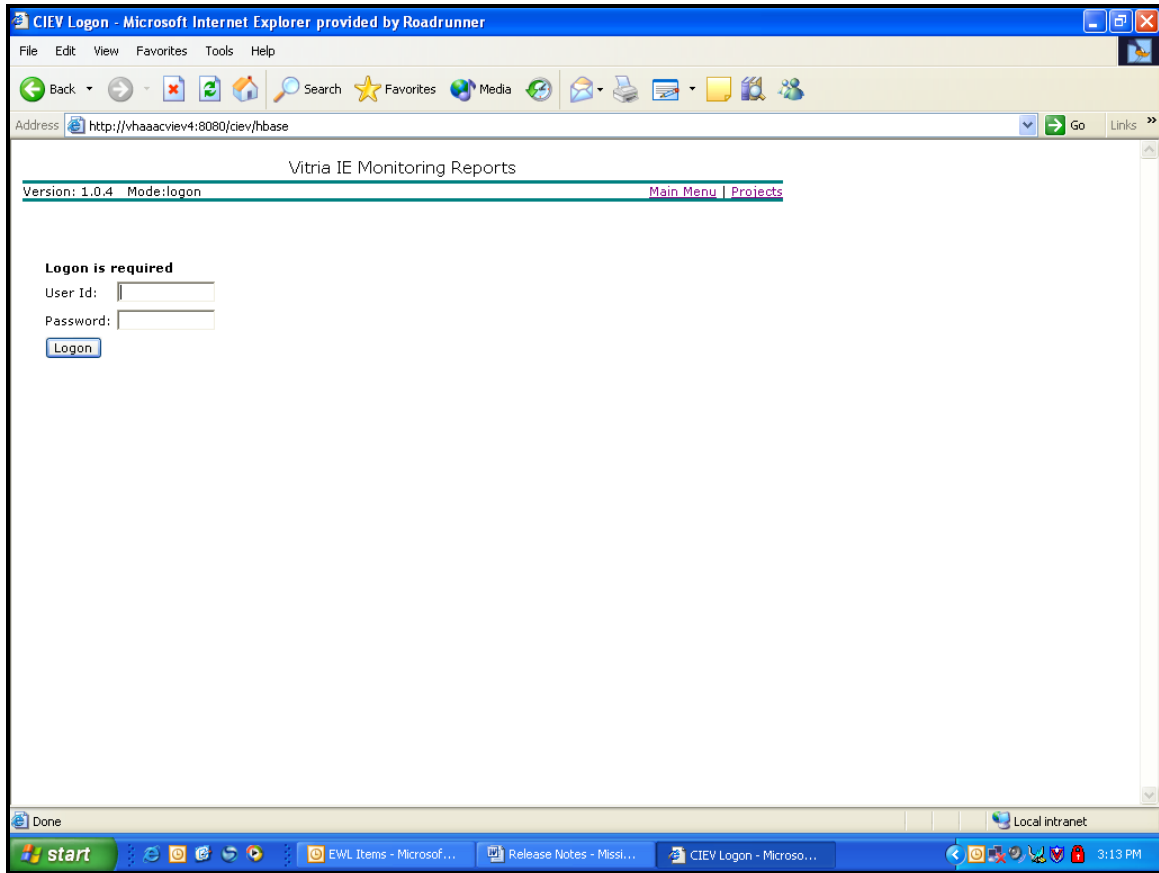 CIEV Logon - Microsoft Internet Explorer provided by Roadrunner
File Edit View Favorites Tools Help
Back Search Favorites Media
Address http://vhaaacviev4:8080/ciev/hbase Go Links »
Vitria IE Monitoring Reports
Version: 1.0.4 Mode:logon Main Menu | Projects
Logon is required
User Id:
Password:
Logon
Done Local intranet
start EWL Items - Microsof... Release Notes - Missi... CIEV Logon - Microso... 3:13 PM